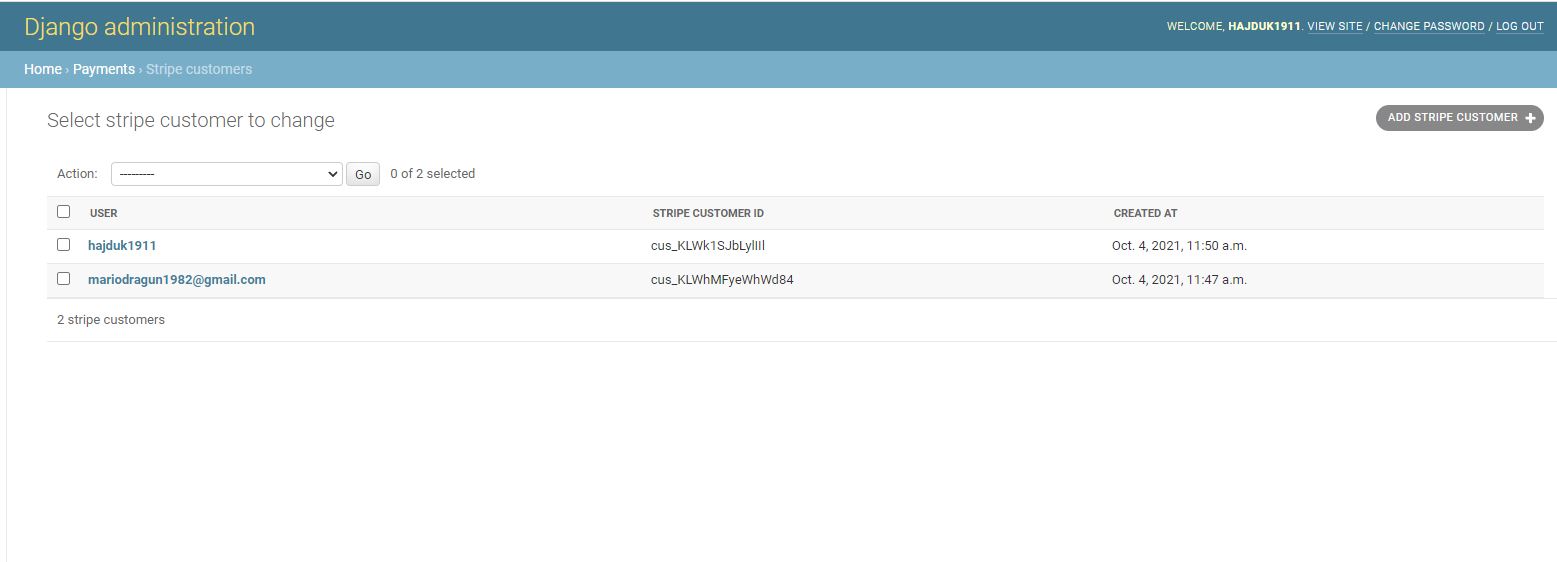 Django administration
WELCOME, HAJDUK1911. VIEW SITE / CHANGE PASSWORD / LOG OUT
Home › Payments › Stripe customers
Select stripe customer to change
ADD STRIPE CUSTOMER +
Action: --------- Go 0 of 2 selected
USER STRIPE CUSTOMER ID CREATED AT
hajduk1911 cus_KLWk1SJbLylIIl Oct. 4, 2021, 11:50 a.m.
mariodragun1982@gmail.com cus_KLWhMFyeWhWd84 Oct. 4, 2021, 11:47 a.m.
2 stripe customers